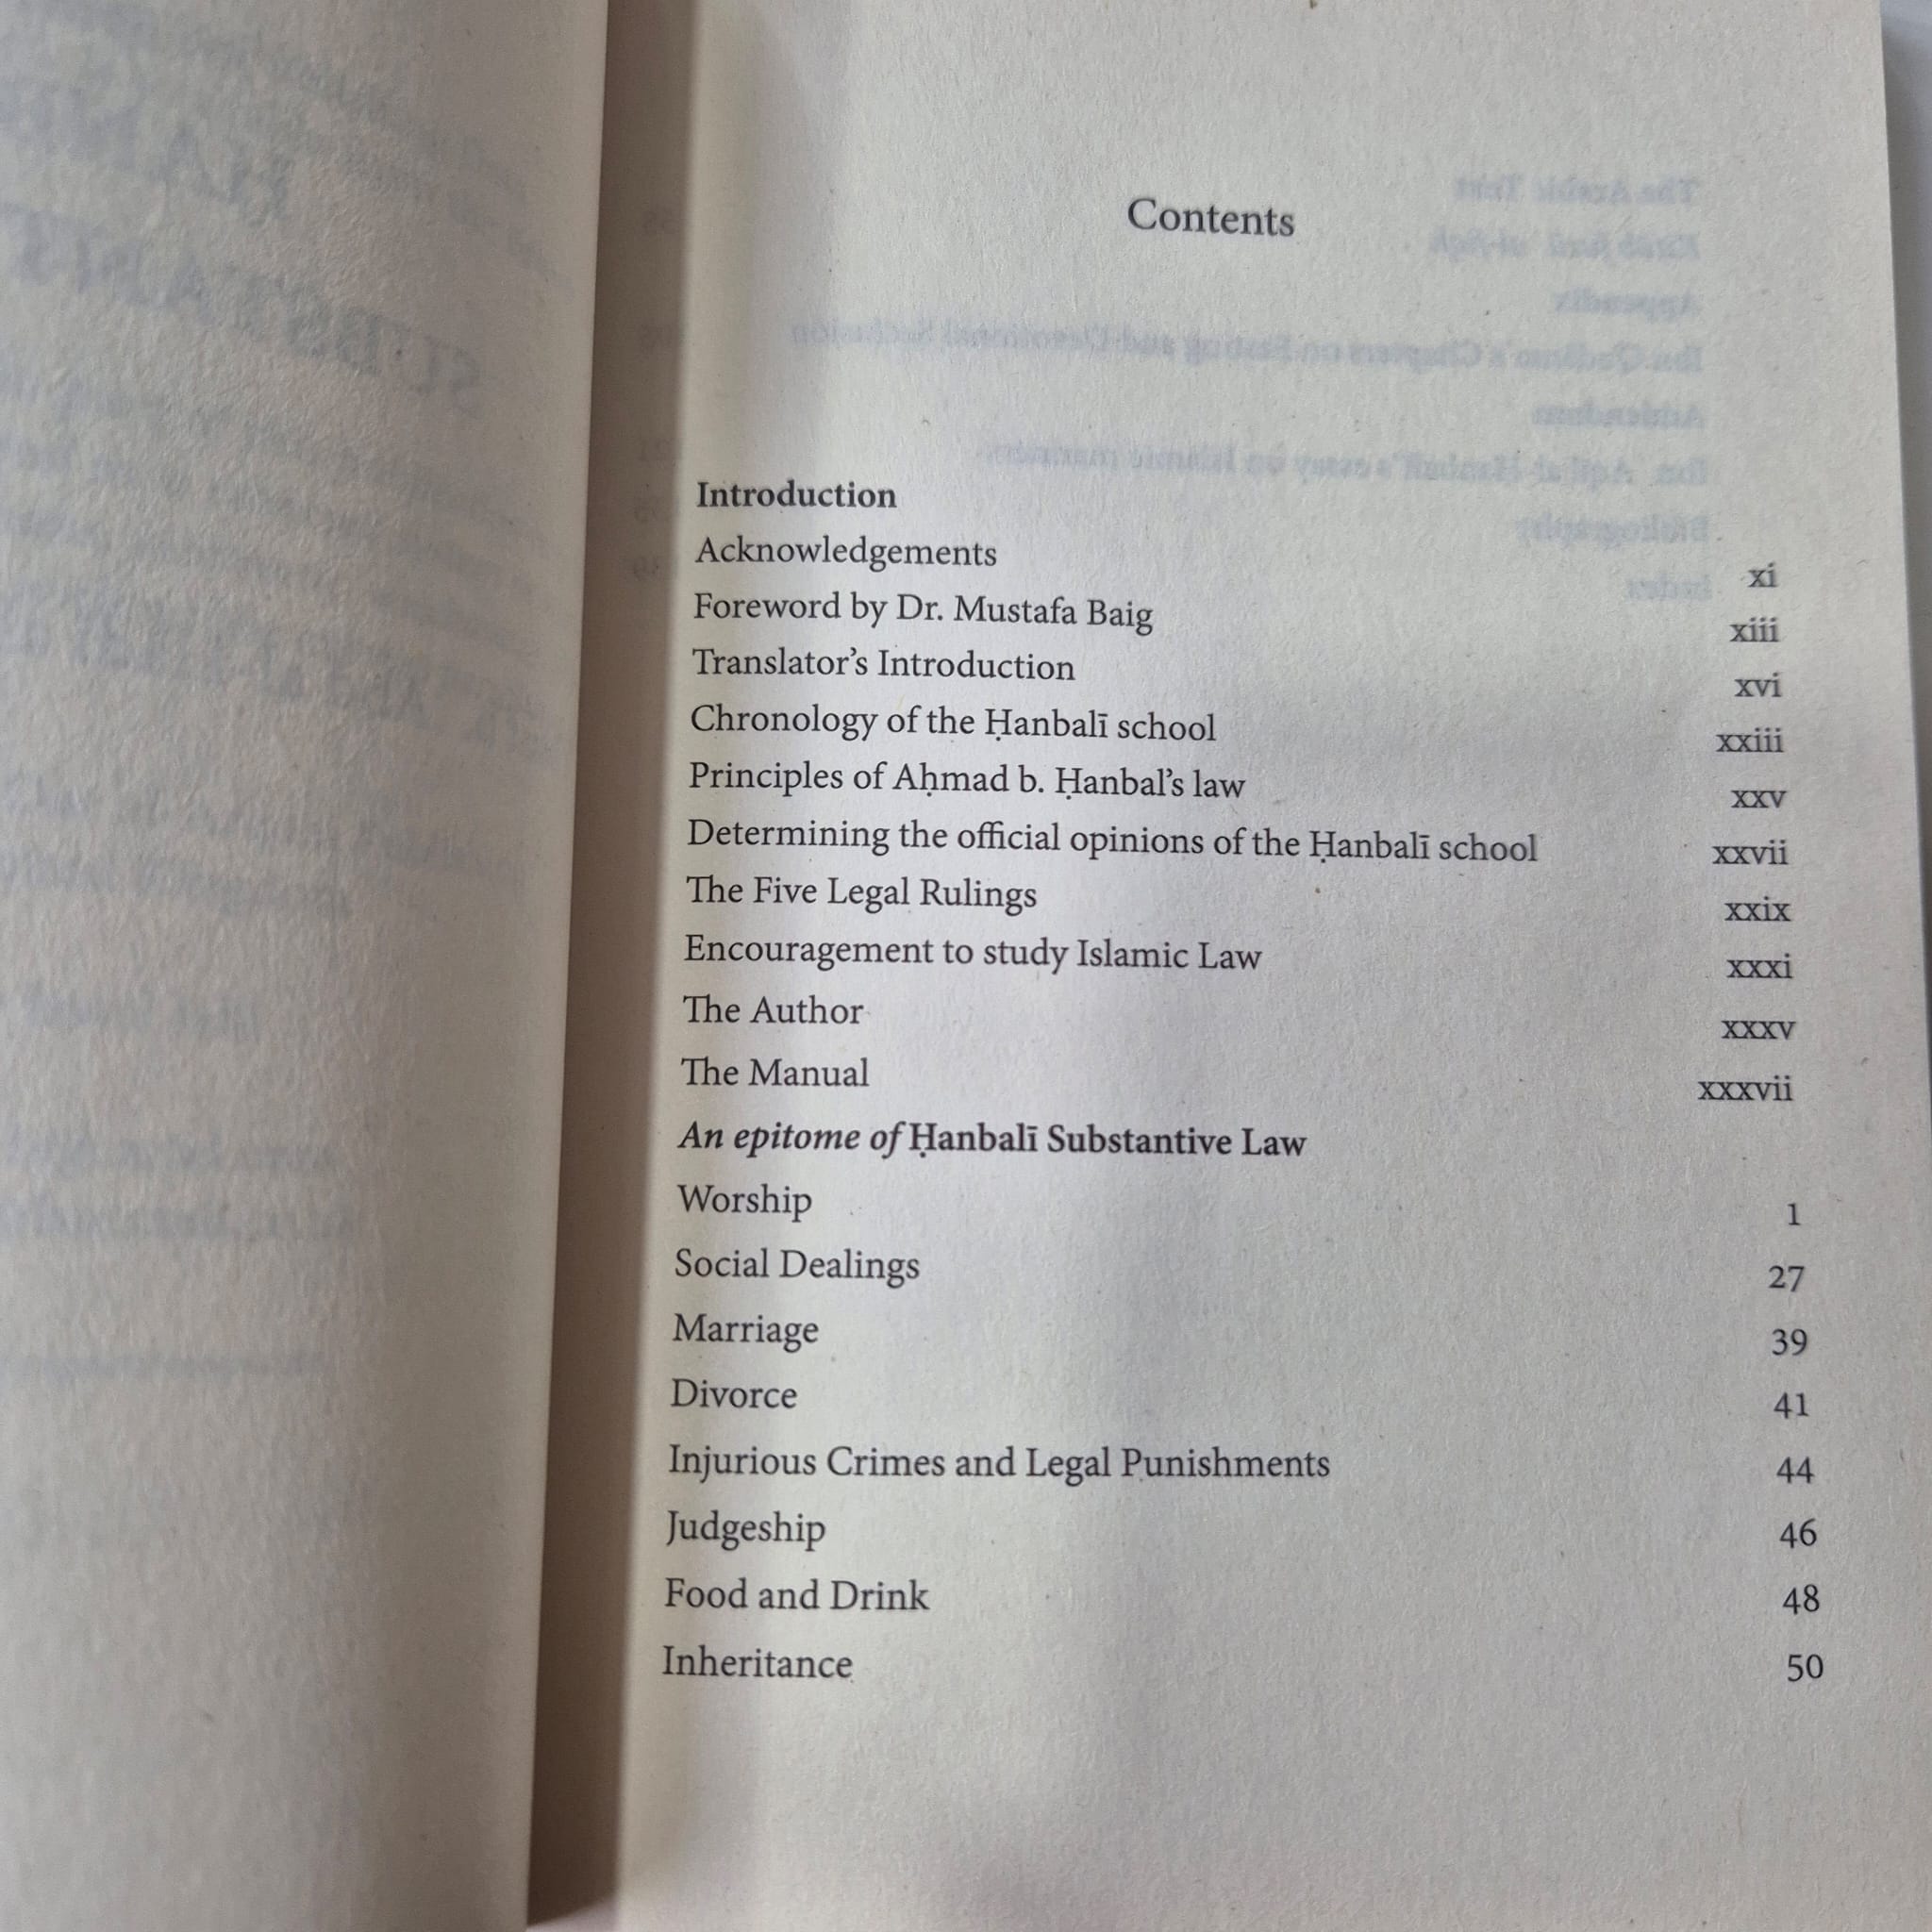 Contents
Introduction
Acknowledgements xi
Foreword by Dr. Mustafa Baig xiii
Translator’s Introduction xvi
Chronology of the Ḥanbalī school xxiii
Principles of Aḥmad b. Ḥanbal’s law xxv
Determining the official opinions of the Ḥanbalī school xxvii
The Five Legal Rulings xxix
Encouragement to study Islamic Law xxxi
The Author xxxv
The Manual xxxvii
An epitome of Ḥanbalī Substantive Law
Worship 1
Social Dealings 27
Marriage 39
Divorce 41
Injurious Crimes and Legal Punishments 44
Judgeship 46
Food and Drink 48
Inheritance 50